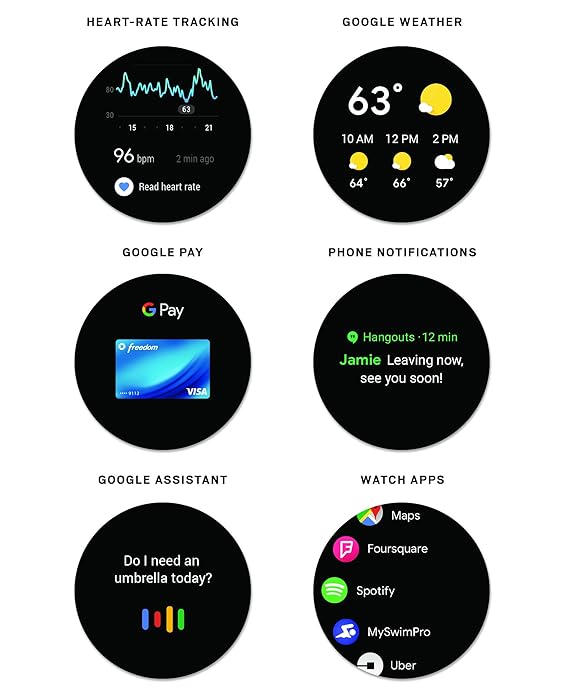 HEART-RATE TRACKING
80
30
63
15 18 21
96 bpm 2 min ago
Read heart rate
GOOGLE WEATHER
63°
10 AM 12 PM 2 PM
64° 66° 57°
GOOGLE PAY
G Pay
freedom
•••• 9112 VISA
PHONE NOTIFICATIONS
Hangouts · 12 min
Jamie Leaving now,
see you soon!
GOOGLE ASSISTANT
Do I need an
umbrella today?
WATCH APPS
Maps
Foursquare
Spotify
MySwimPro
Uber